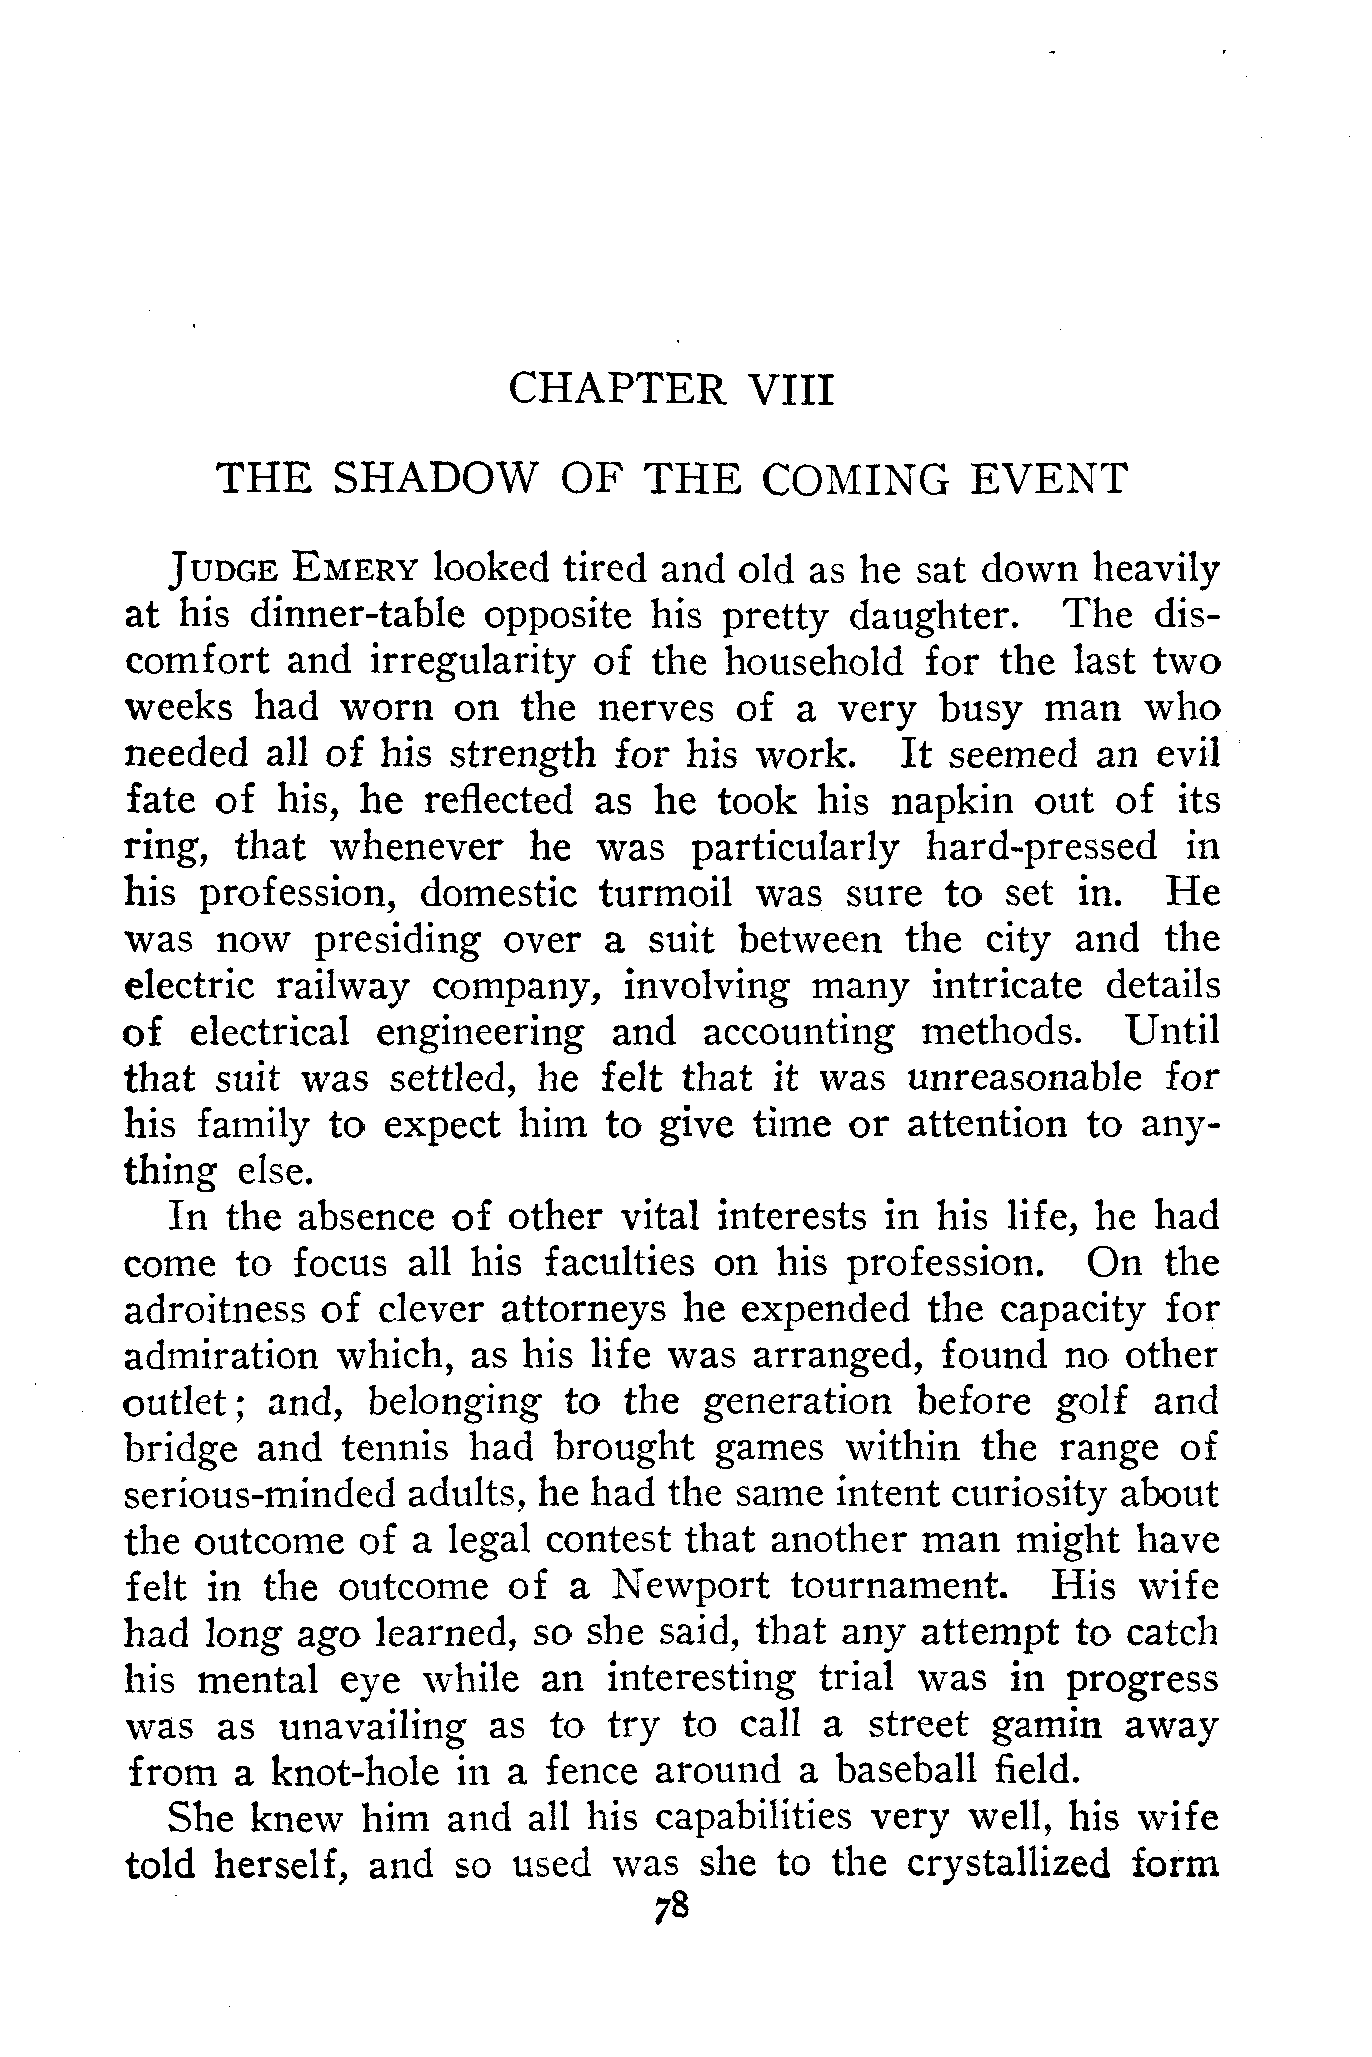 CHAPTER VIII
THE SHADOW OF THE COMING EVENT
JUDGE EMERY looked tired and old as he sat down heavily
at his dinner-table opposite his pretty daughter. The dis-
comfort and irregularity of the household for the last two
weeks had worn on the nerves of a very busy man who
needed all of his strength for his work. It seemed an evil
fate of his, he reflected as he took his napkin out of its
ring, that whenever he was particularly hard-pressed in
his profession, domestic turmoil was sure to set in. He
was now presiding over a suit between the city and the
electric railway company, involving many intricate details
of electrical engineering and accounting methods. Until
that suit was settled, he felt that it was unreasonable for
his family to expect him to give time or attention to any-
thing else.
In the absence of other vital interests in his life, he had
come to focus all his faculties on his profession. On the
adroitness of clever attorneys he expended the capacity for
admiration which, as his life was arranged, found no other
outlet; and, belonging to the generation before golf and
bridge and tennis had brought games within the range of
serious-minded adults, he had the same intent curiosity about
the outcome of a legal contest that another man might have
felt in the outcome of a Newport tournament. His wife
had long ago learned, so she said, that any attempt to catch
his mental eye while an interesting trial was in progress
was as unavailing as to try to call a street gamin away
from a knot-hole in a fence around a baseball field.
She knew him and all his capabilities very well, his wife
told herself, and so used was she to the crystallized form
78